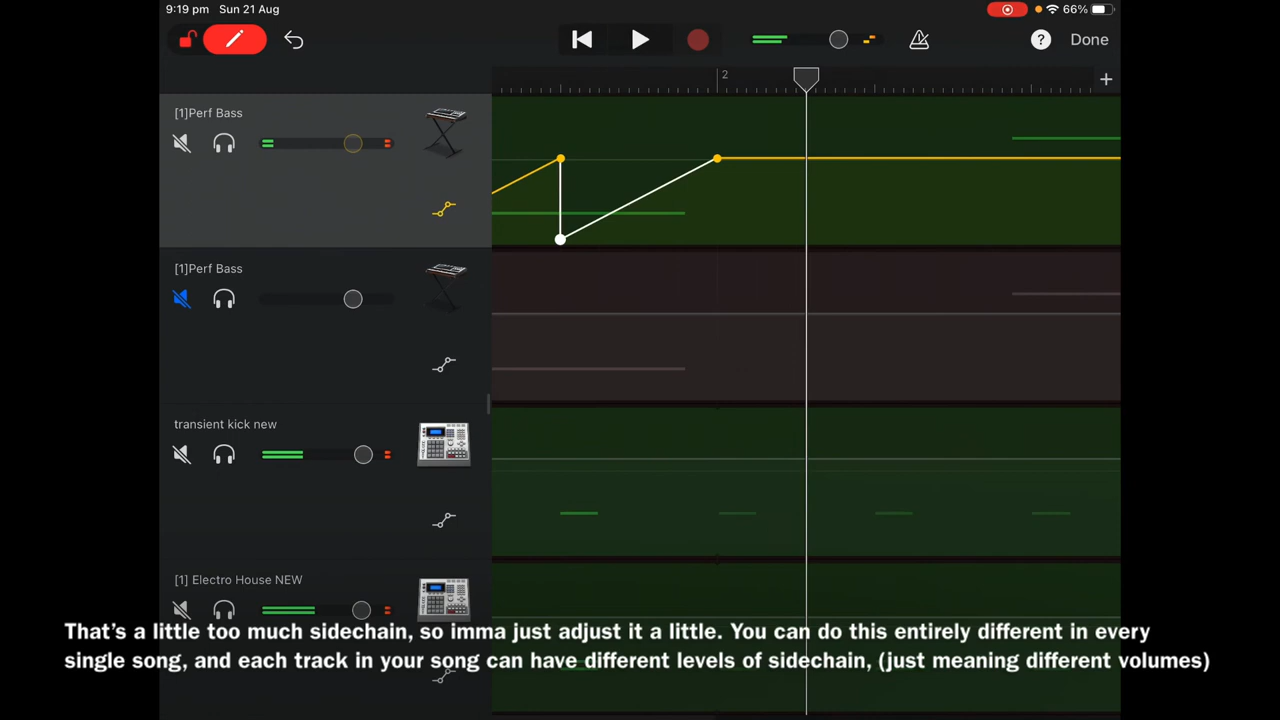 9:19 pm Sun 21 Aug
66%
Done
2
[1]Perf Bass
[1]Perf Bass
transient kick new
[1] Electro House NEW
That's a little too much sidechain, so imma just adjust it a little. You can do this entirely different in every
single song, and each track in your song can have different levels of sidechain, (just meaning different volumes)